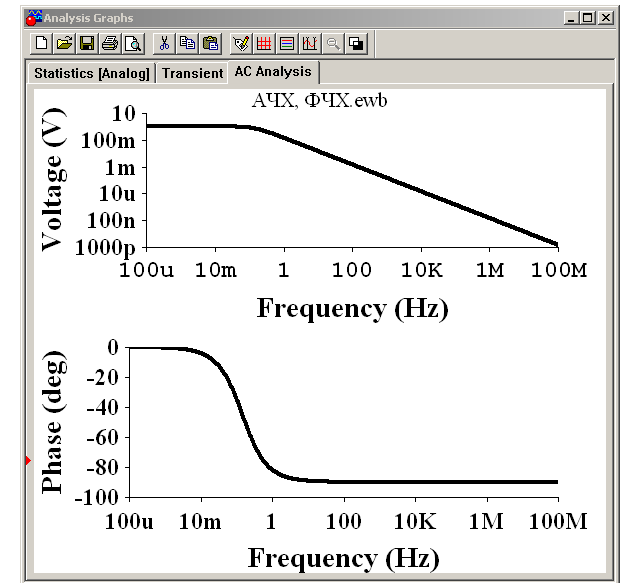 Analysis Graphs
Statistics [Analog] Transient AC Analysis
АЧХ, ФЧХ.ewb
Voltage (V)
10
100m
1m
10u
100n
1000p
100u 10m 1 100 10K 1M 100M
Frequency (Hz)
Phase (deg)
0
-20
-40
-60
-80
-100
100u 10m 1 100 10K 1M 100M
Frequency (Hz)